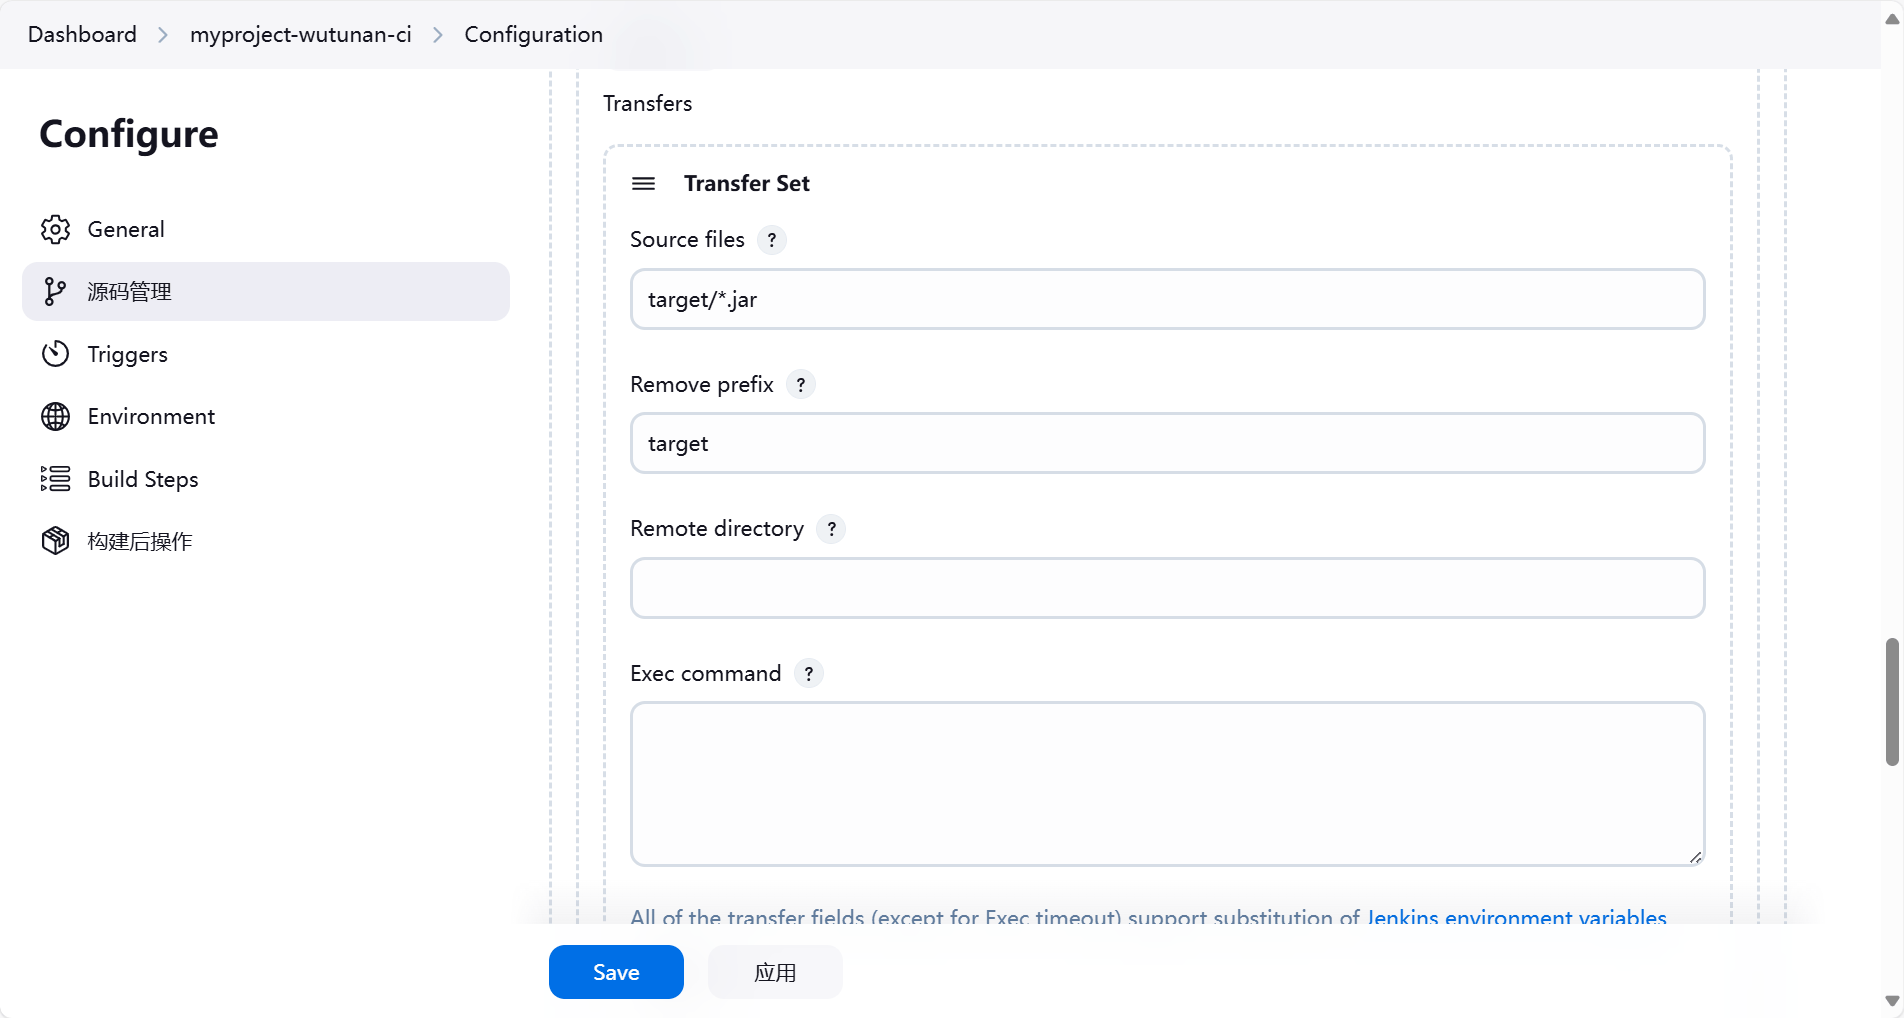 Dashboard > myproject-wutunan-ci > Configuration
Configure
General
源码管理
Triggers
Environment
Build Steps
构建后操作
Transfers
Transfer Set
Source files ?
target/*.jar
Remove prefix ?
target
Remote directory ?
Exec command ?
All of the transfer fields (except for Exec timeout) support substitution of Jenkins environment variables
Save
应用